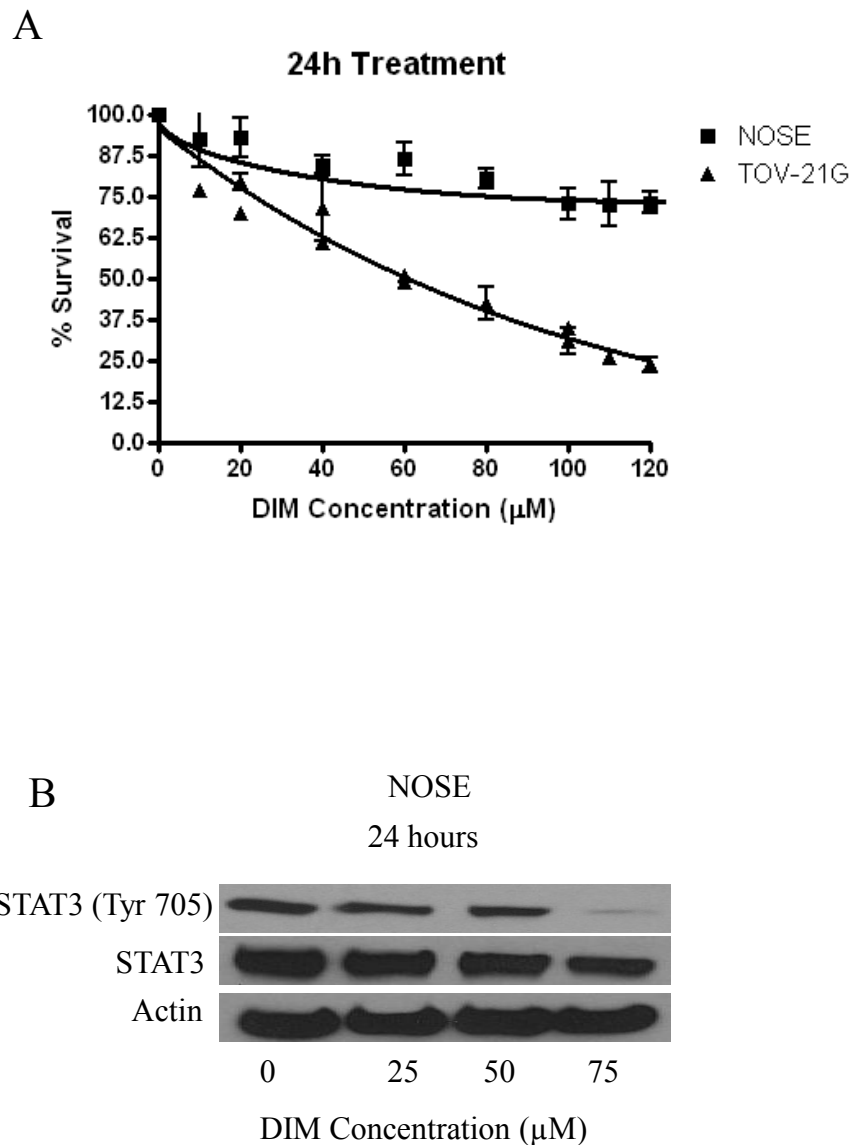 A
24h Treatment
100.0
87.5
75.0
62.5
50.0
37.5
25.0
12.5
0.0
% Survival
0 20 40 60 80 100 120
DIM Concentration (µM)
NOSE
TOV-21G
B
NOSE
24 hours
STAT3 (Tyr 705)
STAT3
Actin
0 25 50 75
DIM Concentration (µM)